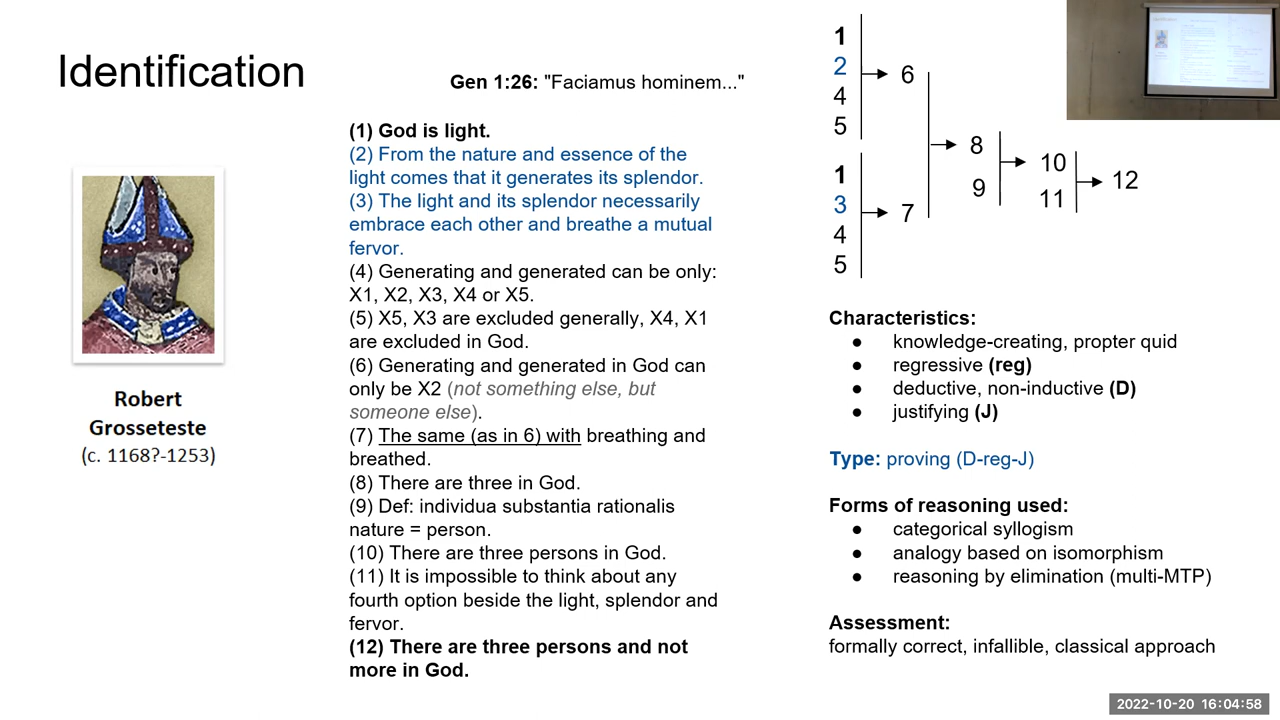 Identification
Gen 1:26: "Faciamus hominem..."
(1) God is light.
(2) From the nature and essence of the
light comes that it generates its splendor.
(3) The light and its splendor necessarily
embrace each other and breathe a mutual
fervor.
(4) Generating and generated can be only:
X1, X2, X3, X4 or X5.
(5) X5, X3 are excluded generally, X4, X1
are excluded in God.
(6) Generating and generated in God can
only be X2 (not something else, but
someone else).
(7) The same (as in 6) with breathing and
breathed.
(8) There are three in God.
(9) Def: individua substantia rationalis
nature = person.
(10) There are three persons in God.
(11) It is impossible to think about any
fourth option beside the light, splendor and
fervor.
(12) There are three persons and not
more in God.
Robert
Grosseteste
(c. 1168?-1253)
1
2
4
5
6
1
3
4
5
7
8
9
10
11
12
Characteristics:
● knowledge-creating, propter quid
● regressive (reg)
● deductive, non-inductive (D)
● justifying (J)
Type: proving (D-reg-J)
Forms of reasoning used:
● categorical syllogism
● analogy based on isomorphism
● reasoning by elimination (multi-MTP)
Assessment:
formally correct, infallible, classical approach
2022-10-20 16:04:58